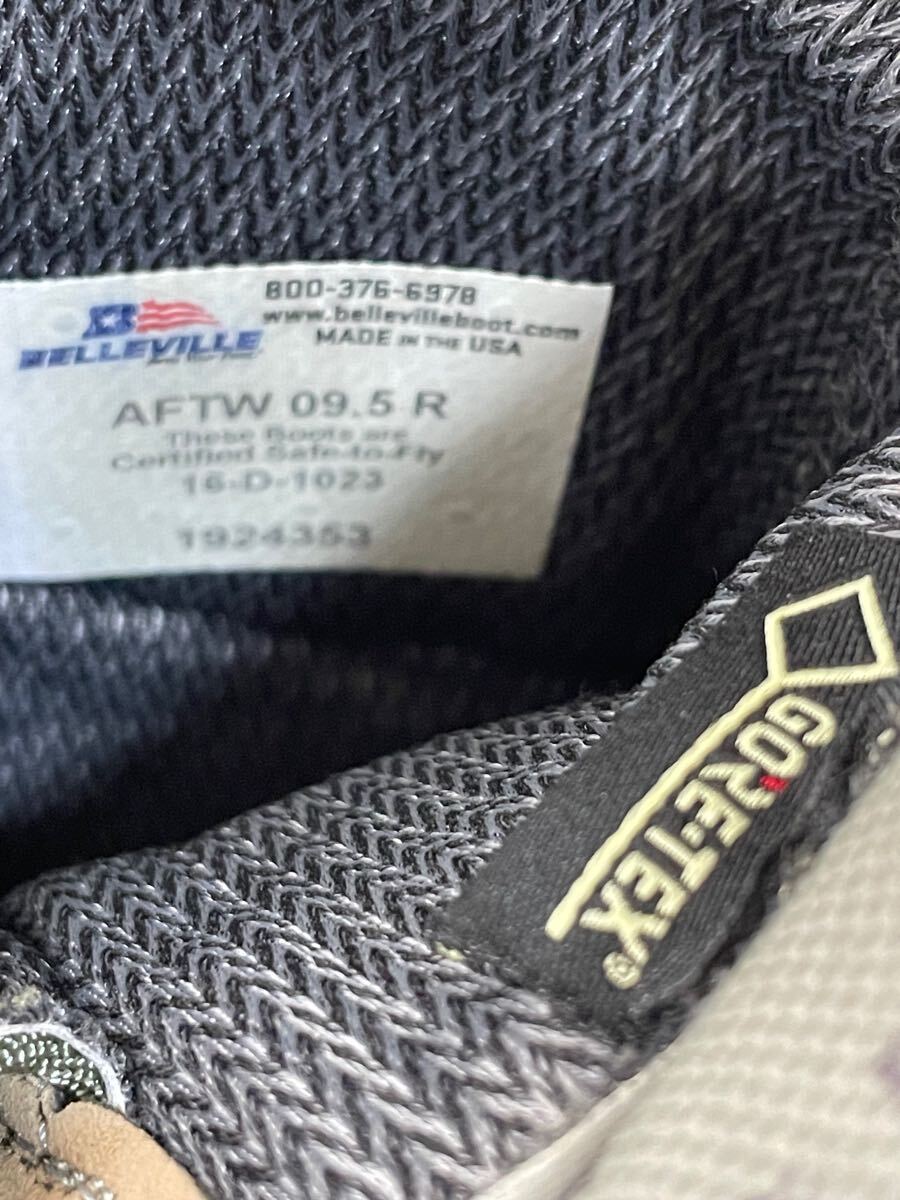 800-376-6978
www.bellevilleboot.com
MADE IN THE USA
BELLEVILLE
AFTW 09.5 R
These Boots are
Certified Safe-to-Fly
16-D-1023
1924353
GORE-TEX®